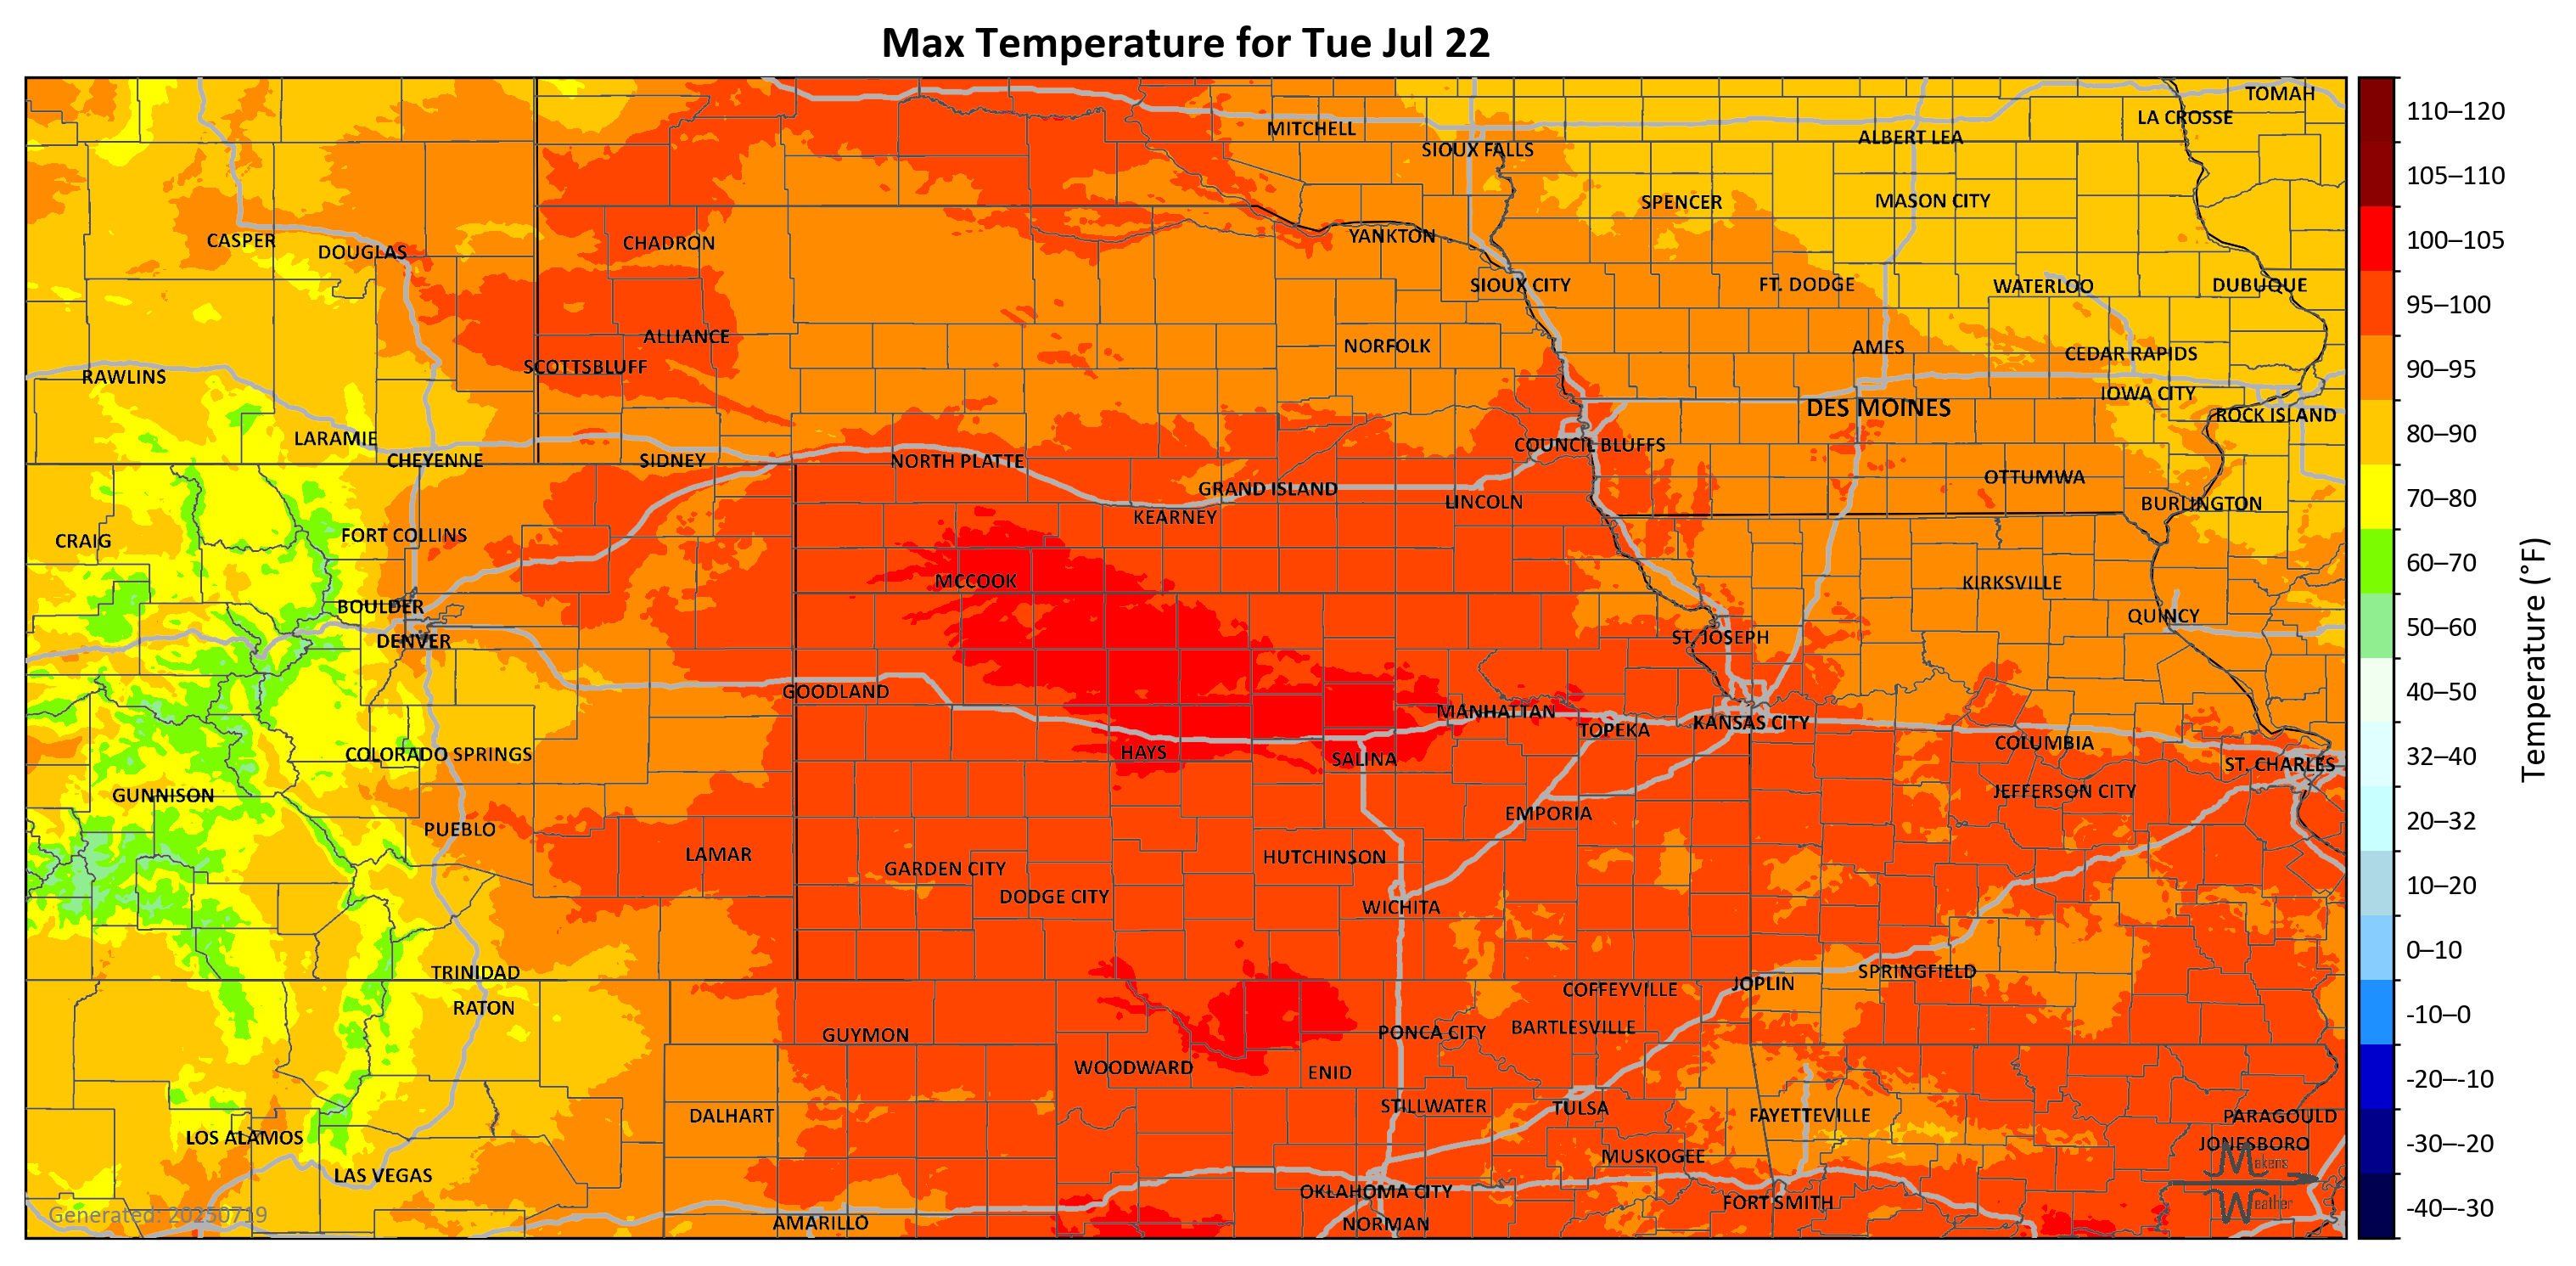 Max Temperature for Tue Jul 22
TOMAH
LA CROSSE
MITCHELL
ALBERT LEA
SIOUX FALLS
SPENCER
MASON CITY
CASPER
DOUGLAS
CHADRON
YANKTON
SIOUX CITY
FT. DODGE
WATERLOO
DUBUQUE
ALLIANCE
NORFOLK
AMES
CEDAR RAPIDS
SCOTTSBLUFF
RAWLINS
IOWA CITY
DES MOINES
ROCK ISLAND
LARAMIE
COUNCIL BLUFFS
CHEYENNE
SIDNEY
NORTH PLATTE
OTTUMWA
GRAND ISLAND
LINCOLN
BURLINGTON
KEARNEY
FORT COLLINS
CRAIG
MCCOOK
KIRKSVILLE
BOULDER
QUINCY
DENVER
ST. JOSEPH
GOODLAND
MANHATTAN
KANSAS CITY
TOPEKA
COLUMBIA
HAYS
COLORADO SPRINGS
SALINA
ST. CHARLES
GUNNISON
JEFFERSON CITY
EMPORIA
PUEBLO
LAMAR
HUTCHINSON
GARDEN CITY
DODGE CITY
WICHITA
TRINIDAD
SPRINGFIELD
JOPLIN
COFFEYVILLE
RATON
BARTLESVILLE
PONCA CITY
GUYMON
WOODWARD
ENID
STILLWATER
TULSA
DALHART
FAYETTEVILLE
PARAGOULD
LOS ALAMOS
JONESBORO
MUSKOGEE
Makens
LAS VEGAS
OKLAHOMA CITY
FORT SMITH
Weather
Generated: 20250719
AMARILLO
NORMAN
110–120
105–110
100–105
95–100
90–95
80–90
70–80
60–70
50–60
40–50
32–40
20–32
10–20
0–10
-10–0
-20–-10
-30–-20
-40–-30
Temperature (°F)